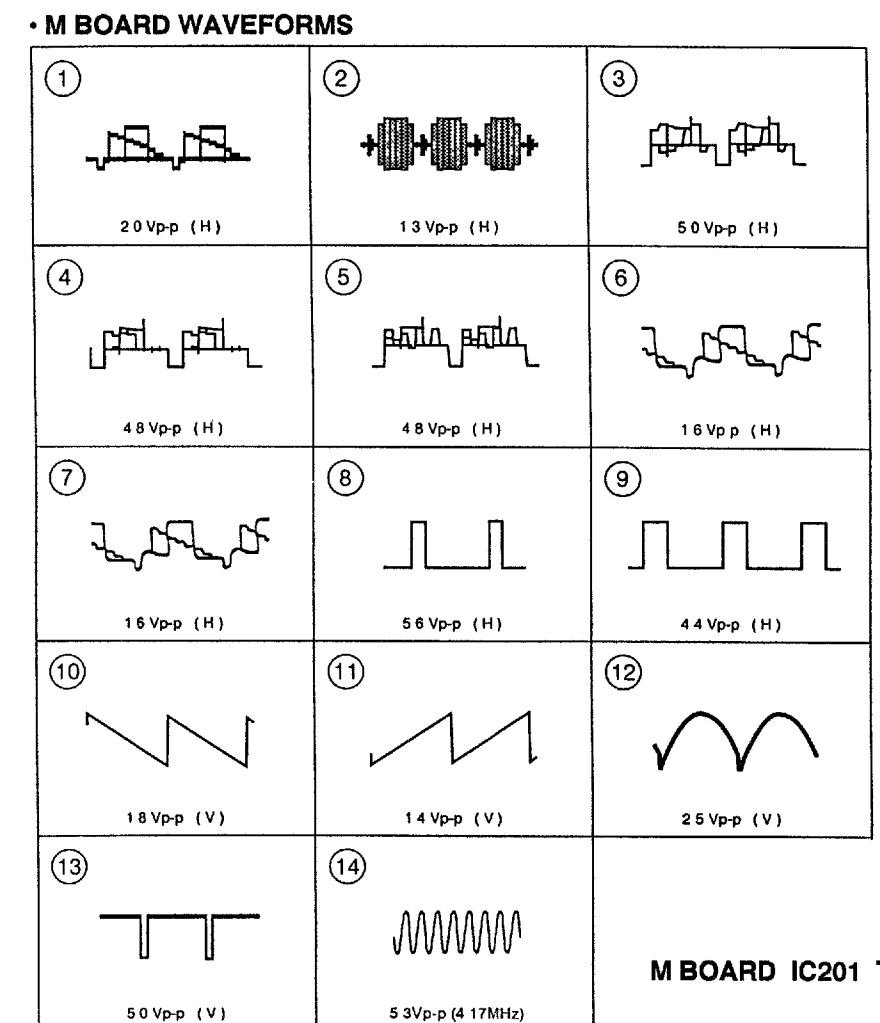 • M BOARD WAVEFORMS
1 2 3
2 0 Vp-p (H) 1 3 Vp-p (H) 5 0 Vp-p (H)
4 5 6
4 8 Vp-p (H) 4 8 Vp-p (H) 1 6 Vp p (H)
7 8 9
1 6 Vp-p (H) 5 6 Vp-p (H) 4 4 Vp-p (H)
10 11 12
1 8 Vp-p (V) 1 4 Vp-p (V) 2 5 Vp-p (V)
13 14
M BOARD IC201
5 0 Vp-p (V) 5 3Vp-p (4 17MHz)